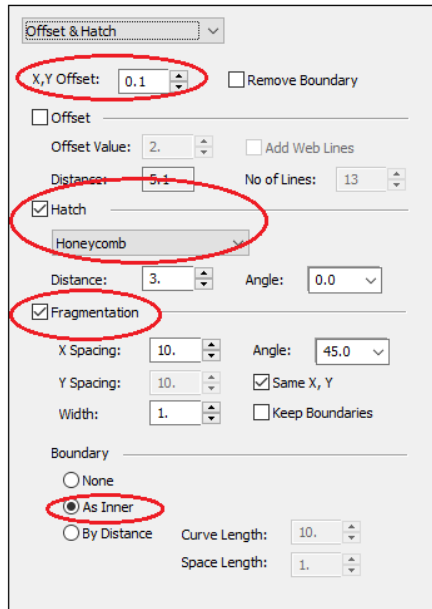 Offset & Hatch
X,Y Offset: 0.1 Remove Boundary
Offset
Offset Value: 2. Add Web Lines
Distance: 5.1 No of Lines: 13
Hatch
Honeycomb
Distance: 3. Angle: 0.0
Fragmentation
X Spacing: 10. Angle: 45.0
Y Spacing: 10. Same X, Y
Width: 1. Keep Boundaries
Boundary
None
As Inner
By Distance Curve Length: 10.
Space Length: 1.